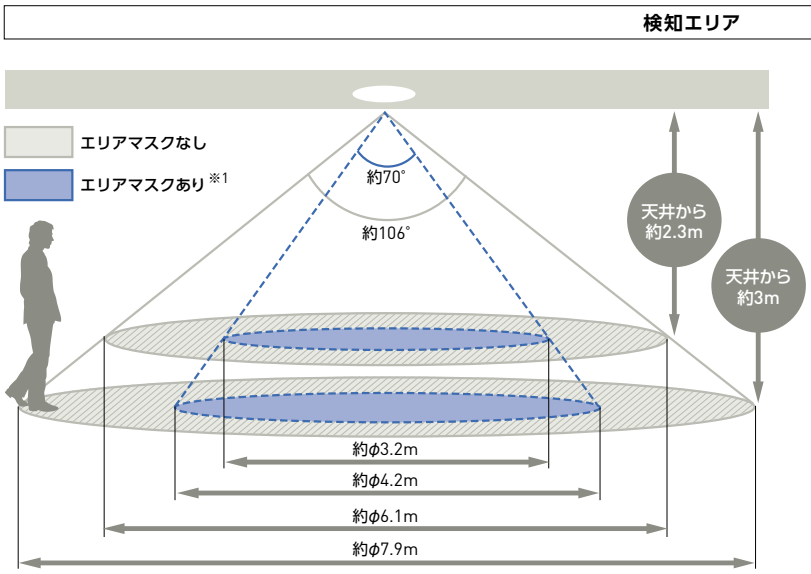 検知エリア
エリアマスクなし
エリアマスクあり※1
約70°
約106°
天井から
約2.3m
天井から
約3m
約φ3.2m
約φ4.2m
約φ6.1m
約φ7.9m